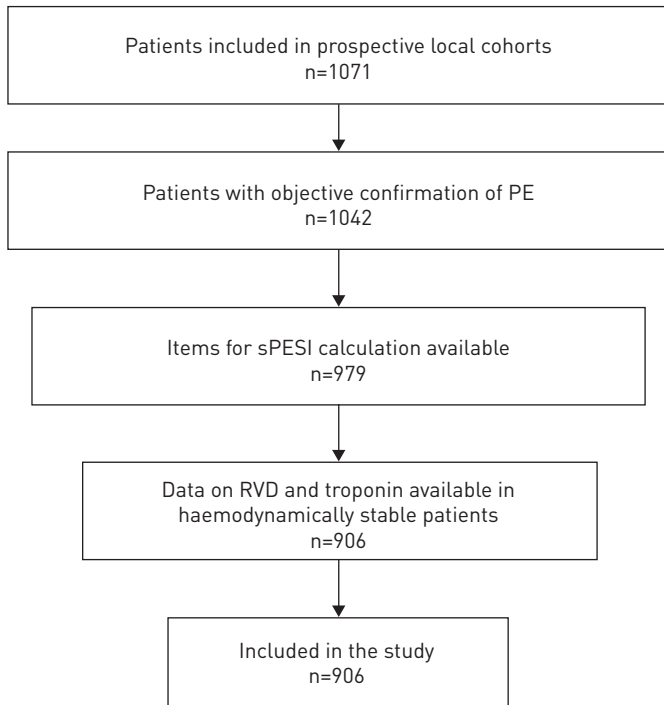 Patients included in prospective local cohorts
n=1071
Patients with objective confirmation of PE
n=1042
Items for sPESI calculation available
n=979
Data on RVD and troponin available in
haemodynamically stable patients
n=906
Included in the study
n=906